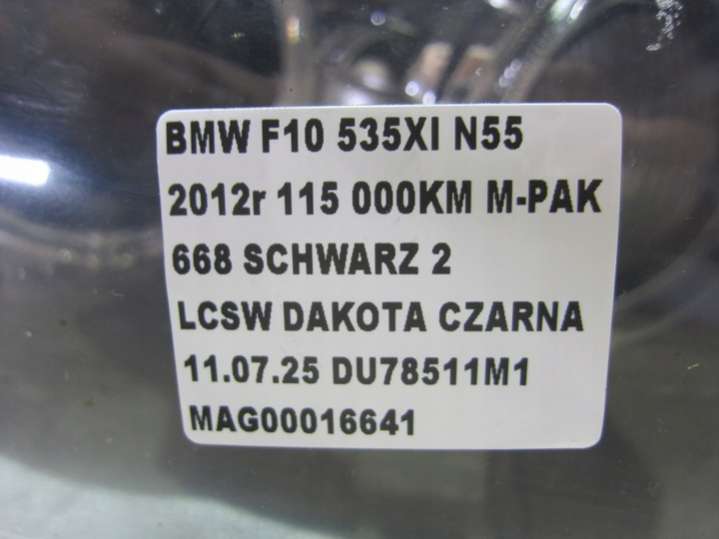 BMW F10 535XI N55
2012r 115 000KM M-PAK
668 SCHWARZ 2
LCSW DAKOTA CZARNA
11.07.25 DU78511M1
MAG00016641